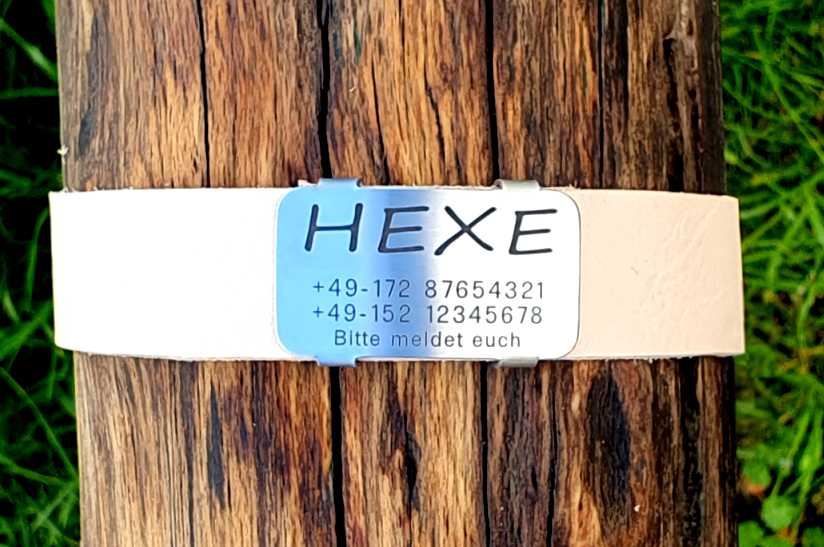 HEXE
+49-172 87654321
+49-152 12345678
Bitte meldet euch